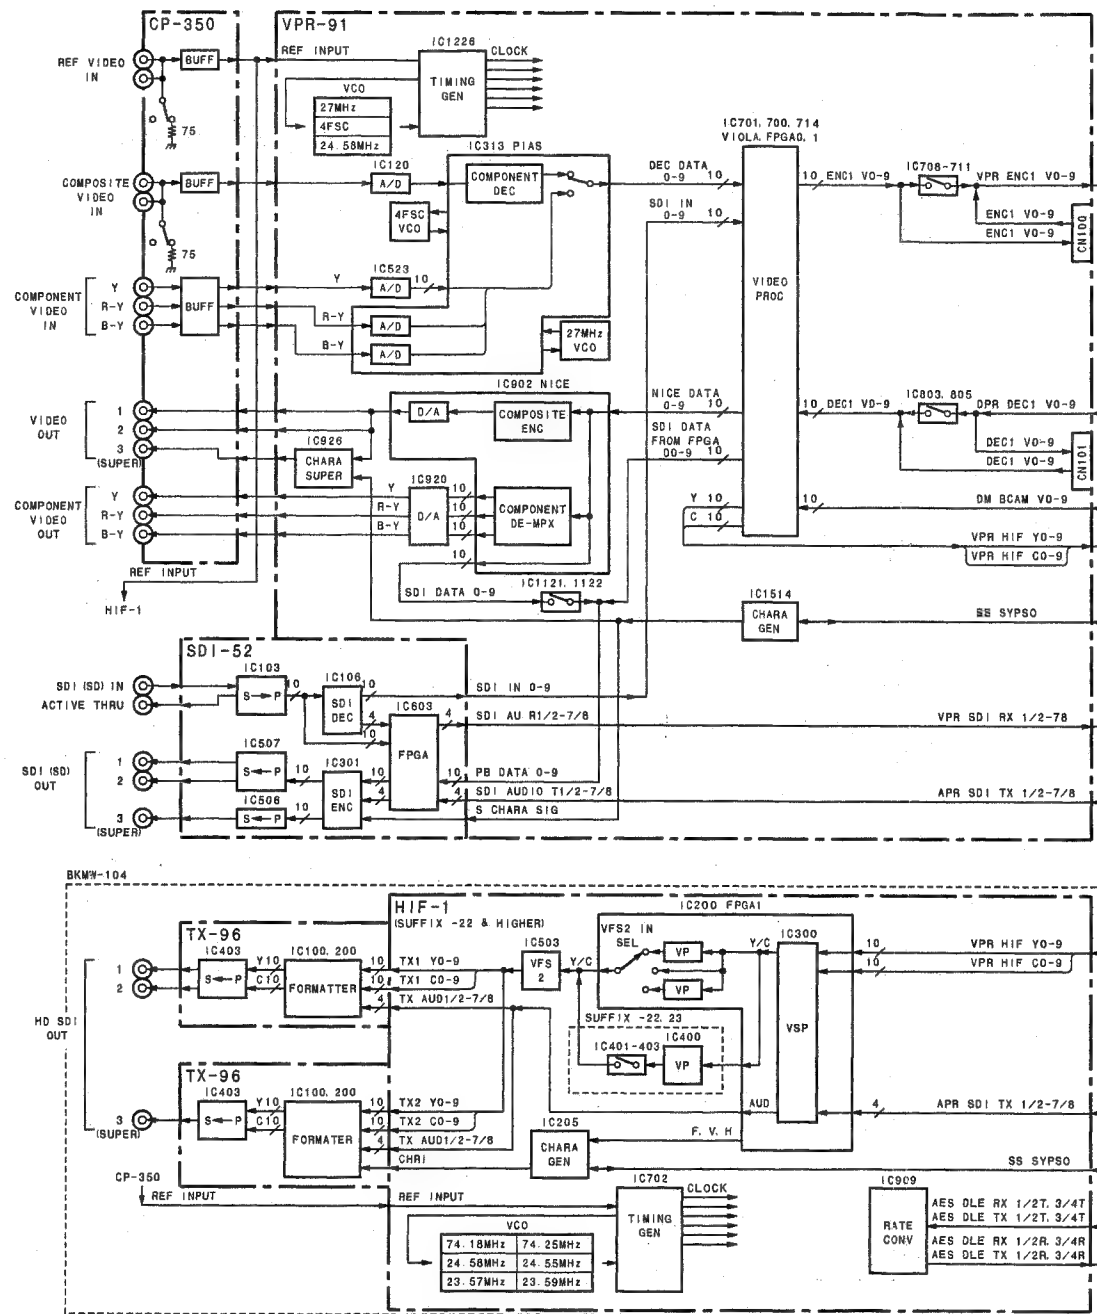 CP-350
VPR-91
REF VIDEO
IN
BUFF
75
REF INPUT
IC1226
TIMING
GEN
CLOCK
VCO
27MHz
4FSC
24.58MHz
COMPOSITE
VIDEO
IN
BUFF
75
IC120
A/D
IC313 PIAS
COMPONENT
DEC
4FSC
VCO
COMPONENT
VIDEO
IN
Y
R-Y
B-Y
BUFF
Y
IC523
A/D
10
R-Y
A/D
B-Y
A/D
27MHz
VCO
DEC DATA
0-9
10
SDI IN
0-9
10
IC701, 700, 714
VIOLA, FPGA0, 1
VIDEO
PROC
10
ENC1 V0-9
IC708-711
VPR ENC1 V0-9
ENC1 V0-9
ENC1 V0-9
CN100
VIDEO
OUT
1
2
3
(SUPER)
IC902 NICE
D/A
COMPOSITE
ENC
IC926
CHARA
SUPER
NICE DATA
0-9
10
SDI DATA
FROM FPGA
D0-9
10
10
DEC1 V0-9
IC803, 805
DPR DEC1 V0-9
DEC1 V0-9
DEC1 V0-9
CN101
COMPONENT
VIDEO
OUT
Y
R-Y
B-Y
Y
R-Y
B-Y
IC920
D/A
10
10
10
10
COMPONENT
DE-MPX
Y 10
C 10
10
DM BCAM V0-9
VPR HIF Y0-9
VPR HIF C0-9
REF INPUT
HIF-1
SDI DATA 0-9
IC1121, 1122
IC1514
CHARA
GEN
SS SYPSO
SDI-52
SDI (SD) IN
ACTIVE THRU
IC103
S→P
10
IC106
SDI
DEC
10
4
10
SDI IN 0-9
IC603
FPGA
4
SDI AU R1/2-7/8
VPR SDI RX 1/2-78
SDI (SD)
OUT
1
2
3
(SUPER)
IC507
S←P
10
IC506
S←P
10
IC301
SDI
ENC
10
4
10
PB DATA 0-9
4
SDI AUDIO T1/2-7/8
APR SDI TX 1/2-7/8
S CHARA SIG
BKMW-104
HIF-1
(SUFFIX -22 & HIGHER)
TX-96
HD SDI
OUT
1
2
IC403
S←P
Y10
C10
IC100, 200
FORMATTER
10
TX1 Y0-9
10
TX1 C0-9
4
TX AUD1/2-7/8
IC503
VFS
2
Y/C
IC200 FPGA1
VFS2 IN
SEL
VP
VP
Y/C
IC300
VSP
10
VPR HIF Y0-9
10
VPR HIF C0-9
SUFFIX -22, 23
IC401-403
IC400
VP
TX-96
3
(SUPER)
IC403
S←P
Y10
C10
IC100, 200
FORMATER
10
TX2 Y0-9
10
TX2 C0-9
4
TX AUD1/2-7/8
CHRI
AUD
4
APR SDI TX 1/2-7/8
F, V, H
IC205
CHARA
GEN
SS SYPSO
CP-350
REF INPUT
REF INPUT
IC702
TIMING
GEN
CLOCK
VCO
74.18MHz
74.25MHz
24.58MHz
24.55MHz
23.57MHz
23.59MHz
IC909
RATE
CONV
AES DLE RX 1/2T, 3/4T
AES DLE TX 1/2T, 3/4T
AES DLE RX 1/2R, 3/4R
AES DLE TX 1/2R, 3/4R